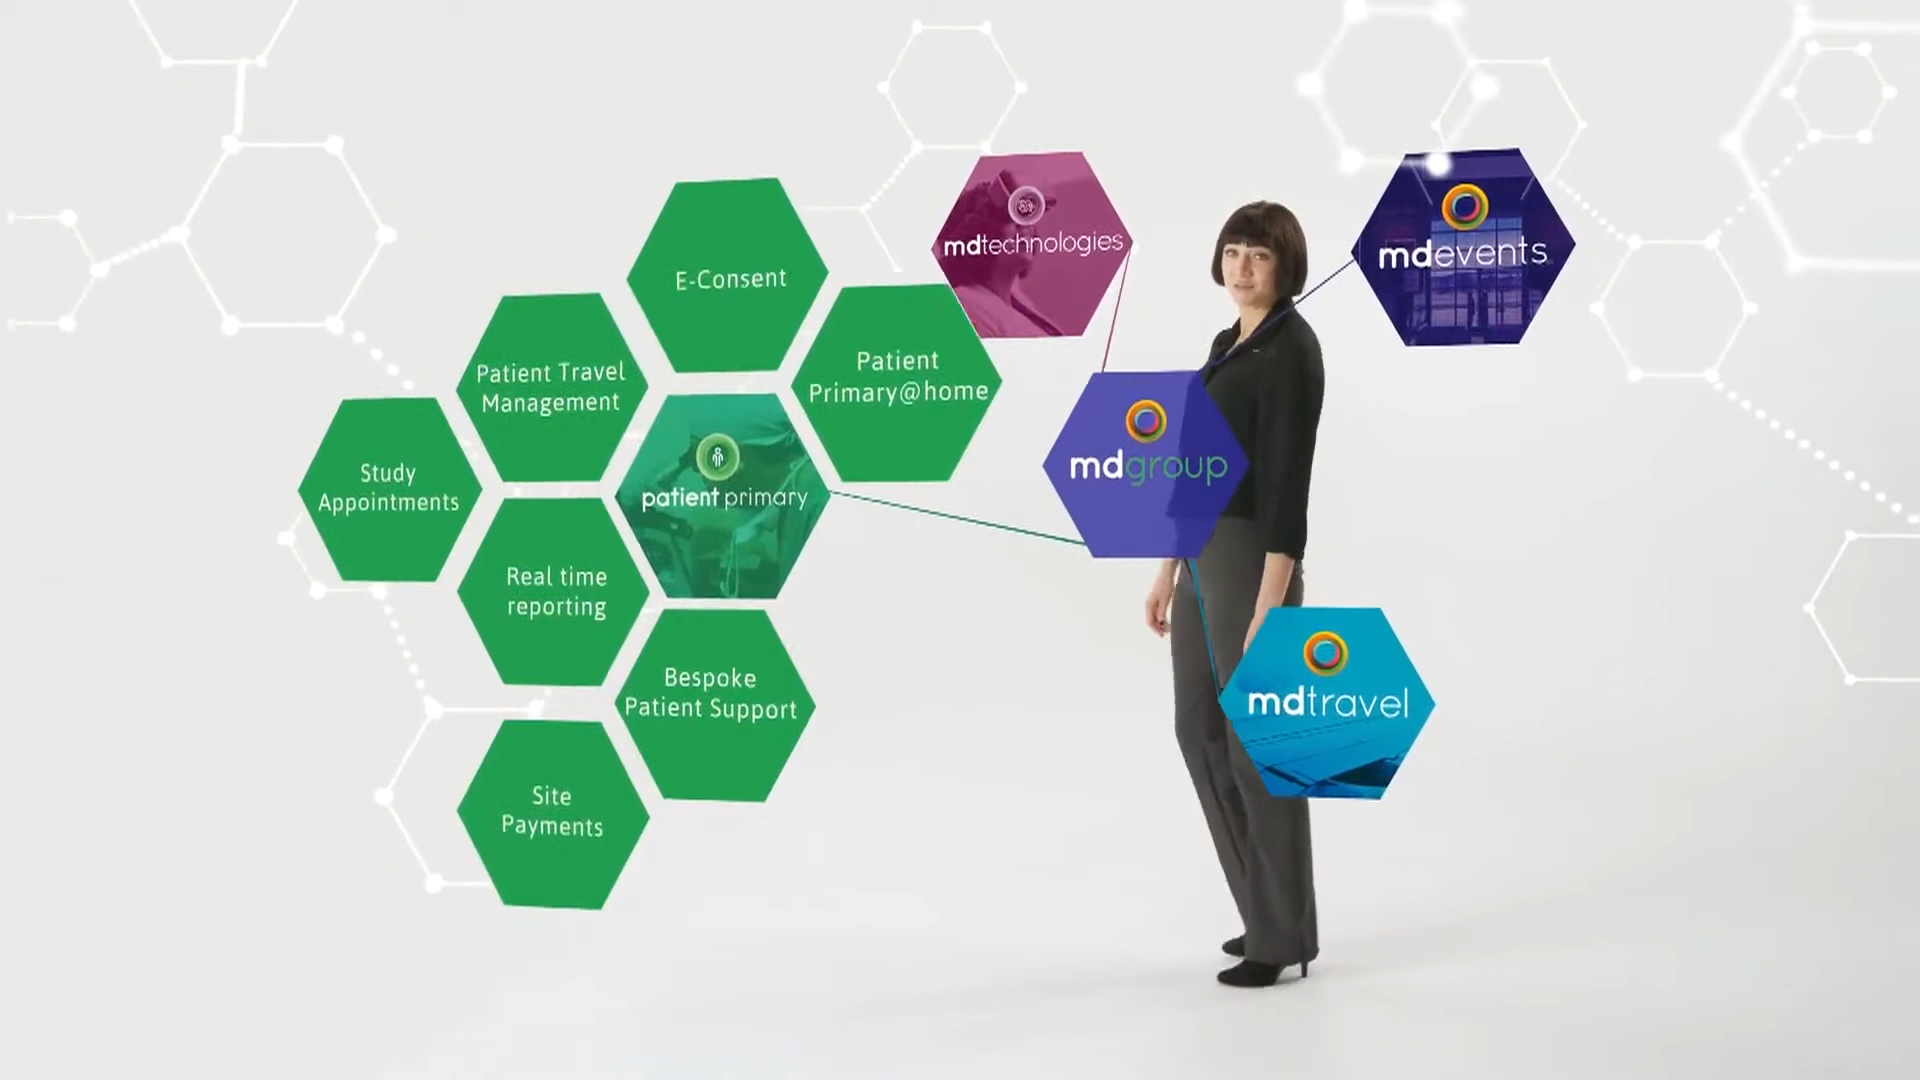 mdtechnologies
mdevents
E-Consent
Patient
Primary@home
Patient Travel
Management
mdgroup
Study
Appointments
patient primary
Real time
reporting
Bespoke
Patient Support
mdtravel
Site
Payments